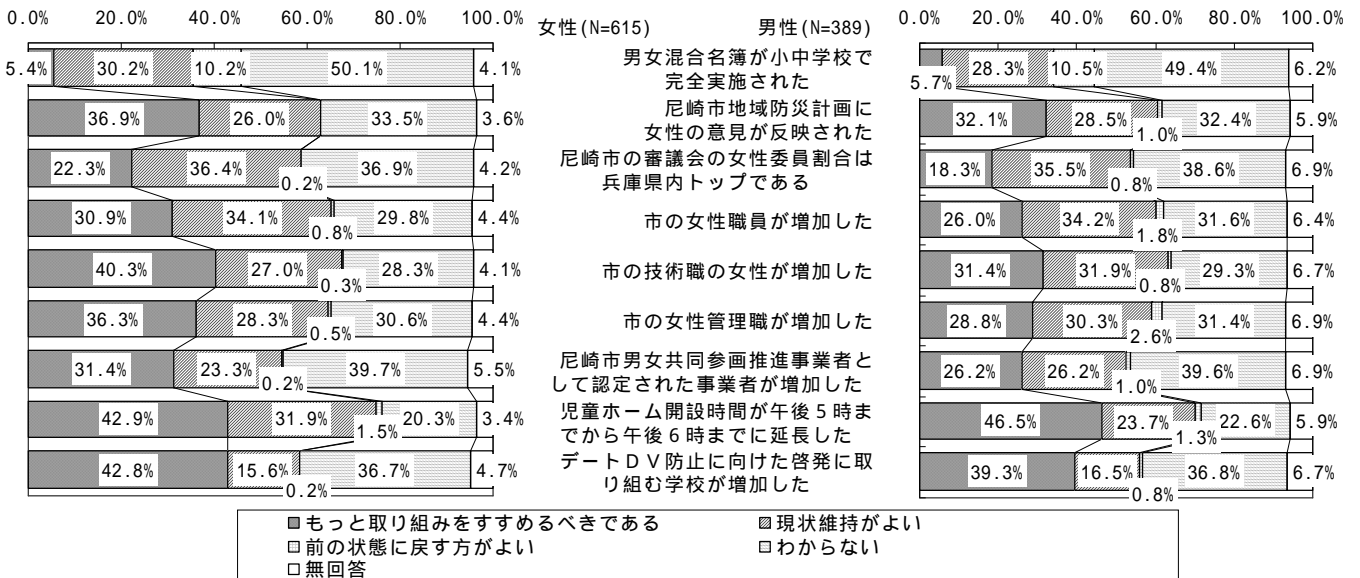 0.0% 20.0% 40.0% 60.0% 80.0% 100.0%
女性(N=615) 男性(N=389)
0.0% 20.0% 40.0% 60.0% 80.0% 100.0%
5.4% 30.2% 10.2% 50.1% 4.1%
男女混合名簿が小中学校で
完全実施された
5.7% 28.3% 10.5% 49.4% 6.2%
36.9% 26.0% 33.5% 3.6%
尼崎市地域防災計画に
女性の意見が反映された
32.1% 28.5% 1.0% 32.4% 5.9%
22.3% 36.4% 0.2% 36.9% 4.2%
尼崎市の審議会の女性委員割合は
兵庫県内トップである
18.3% 35.5% 0.8% 38.6% 6.9%
30.9% 34.1% 0.8% 29.8% 4.4%
市の女性職員が増加した
26.0% 34.2% 1.8% 31.6% 6.4%
40.3% 27.0% 0.3% 28.3% 4.1%
市の技術職の女性が増加した
31.4% 31.9% 0.8% 29.3% 6.7%
36.3% 28.3% 0.5% 30.6% 4.4%
市の女性管理職が増加した
28.8% 30.3% 2.6% 31.4% 6.9%
31.4% 23.3% 0.2% 39.7% 5.5%
尼崎市男女共同参画推進事業者と
して認定された事業者が増加した
26.2% 26.2% 1.0% 39.6% 6.9%
42.9% 31.9% 1.5% 20.3% 3.4%
児童ホーム開設時間が午後5時ま
でから午後6時までに延長した
46.5% 23.7% 1.3% 22.6% 5.9%
42.8% 15.6% 0.2% 36.7% 4.7%
デートDV防止に向けた啓発に取
り組む学校が増加した
39.3% 16.5% 0.8% 36.8% 6.7%
もっと取り組みをすすめるべきである 現状維持がよい
前の状態に戻す方がよい わからない
無回答